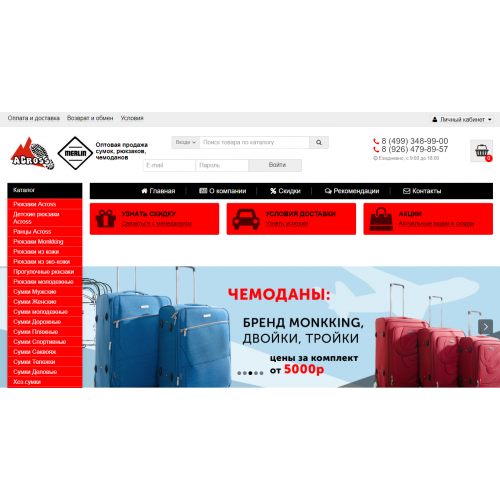 Оплата и доставка Возврат и обмен Условия Личный кабинет
ACROSS
MERLIN
Оптовая продажа
сумок, рюкзаков,
чемоданов
Везде Поиск товара по каталогу
E-mail Пароль Войти
8 (499) 348-99-00
8 (926) 479-89-57
Ежедневно, с 9:00 до 18:00
0
Каталог
Главная О компании Скидки Рекомендации Контакты
Рюкзаки Across
Детские рюкзаки
Across
Ранцы Across
Рюкзаки Monkking
Рюкзаки из кожи
Рюкзаки из эко-кожи
Прогулочные рюкзаки
Рюкзаки молодежные
Сумки Мужские
Сумки Женские
Сумки молодежные
Сумки Дорожные
Сумки Пляжные
Сумки Спортивные
Сумки Саквояж
Сумки Тележки
Сумки Деловые
Хоз.сумки
УЗНАТЬ СКИДКУ
Свяжитесь с менеджерам
УСЛОВИЯ ДОСТАВКИ
Узнать условия
АКЦИИ
Актуальные акции и скидки
ЧЕМОДАНЫ:
БРЕНД MONKKING,
ДВОЙКИ, ТРОЙКИ
цены за комплект
от 5000р